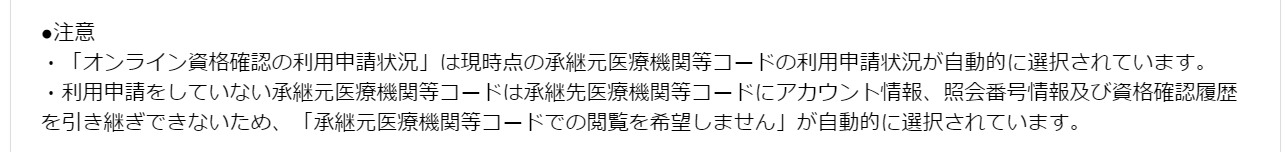 ●注意
・「オンライン資格確認の利用申請状況」は現時点の承継元医療機関等コードの利用申請状況が自動的に選択されています。
・利用申請をしていない承継元医療機関等コードは承継先医療機関等コードにアカウント情報、照会番号情報及び資格確認履歴
を引き継ぎできないため、「承継元医療機関等コードでの閲覧を希望しません」が自動的に選択されています。